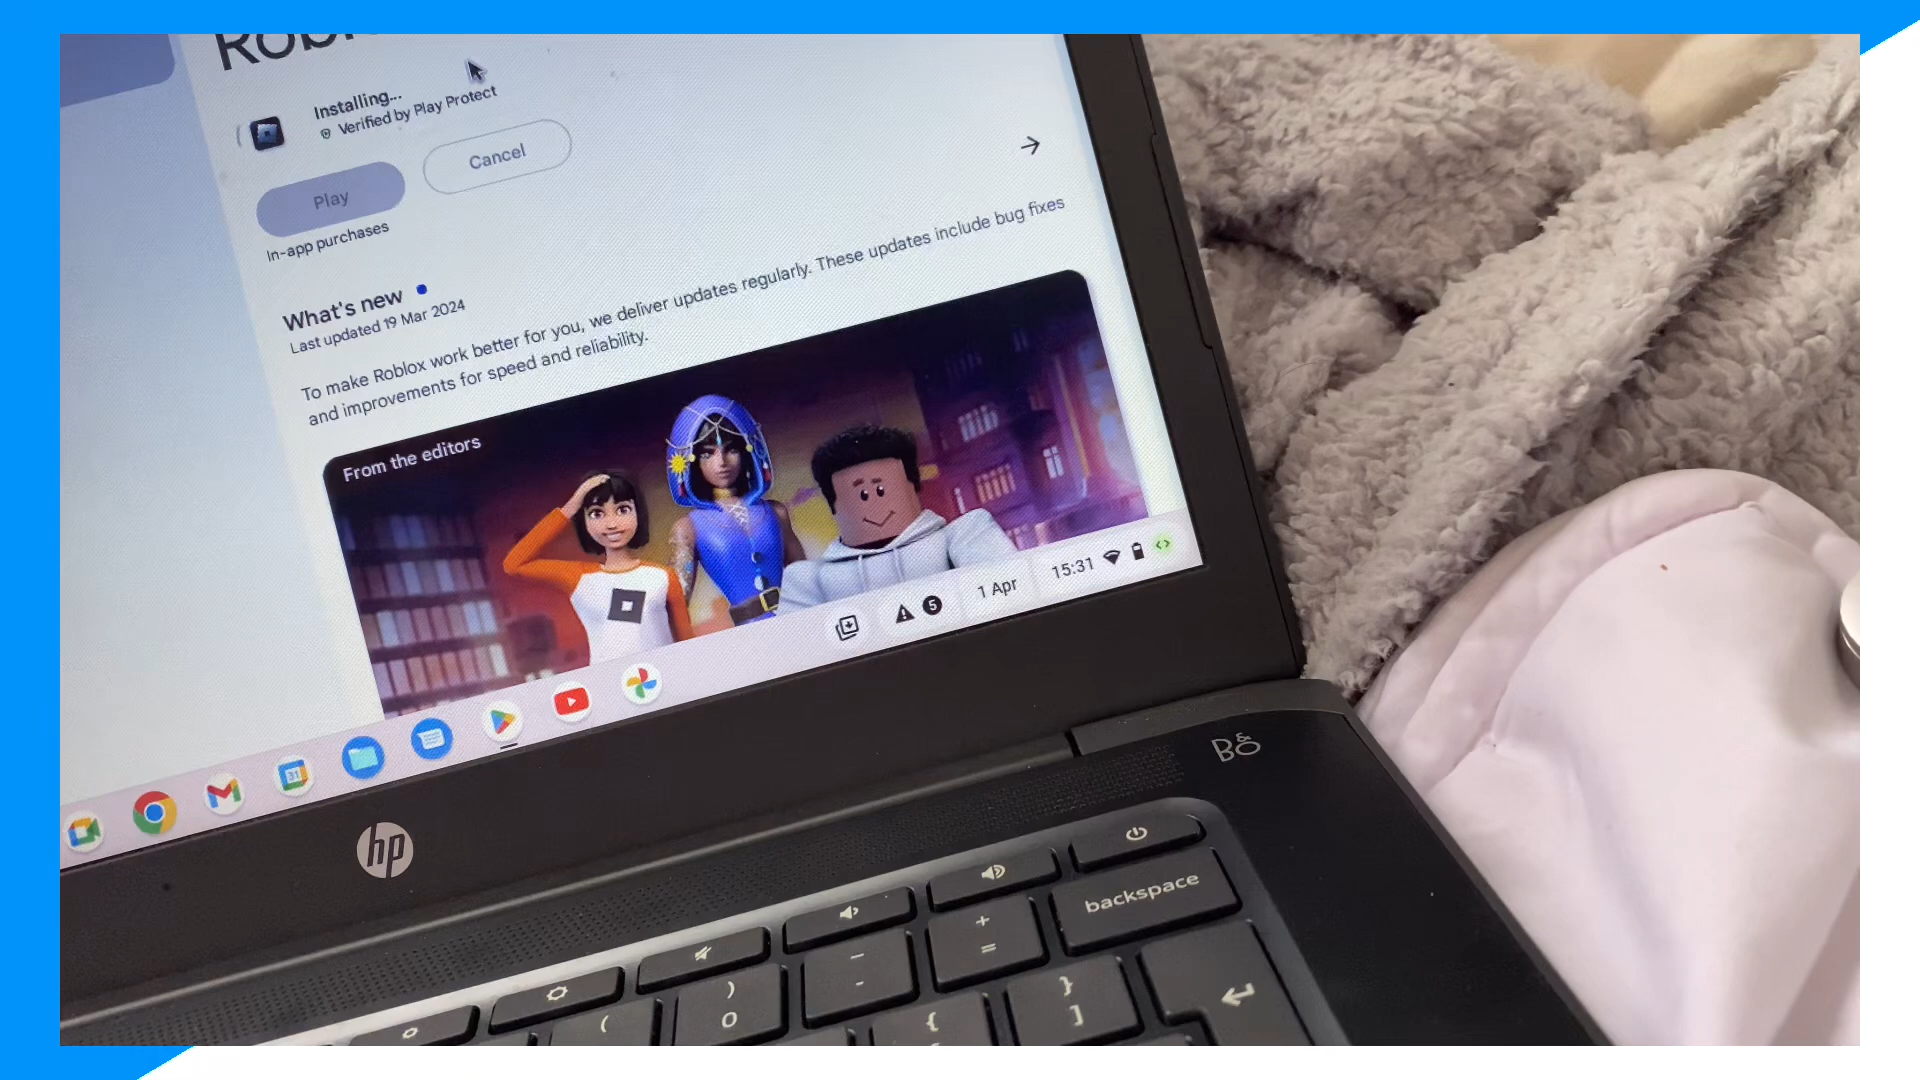 Installing...
Verified by Play Protect
Play
Cancel
In-app purchases
What's new
Last updated 19 Mar 2024
To make Roblox work better for you, we deliver updates regularly. These updates include bug fixes
and improvements for speed and reliability.
From the editors
5
1 Apr
15:31
31
hp
B&O
backspace
+
=
-
)
0
(
{
}
]